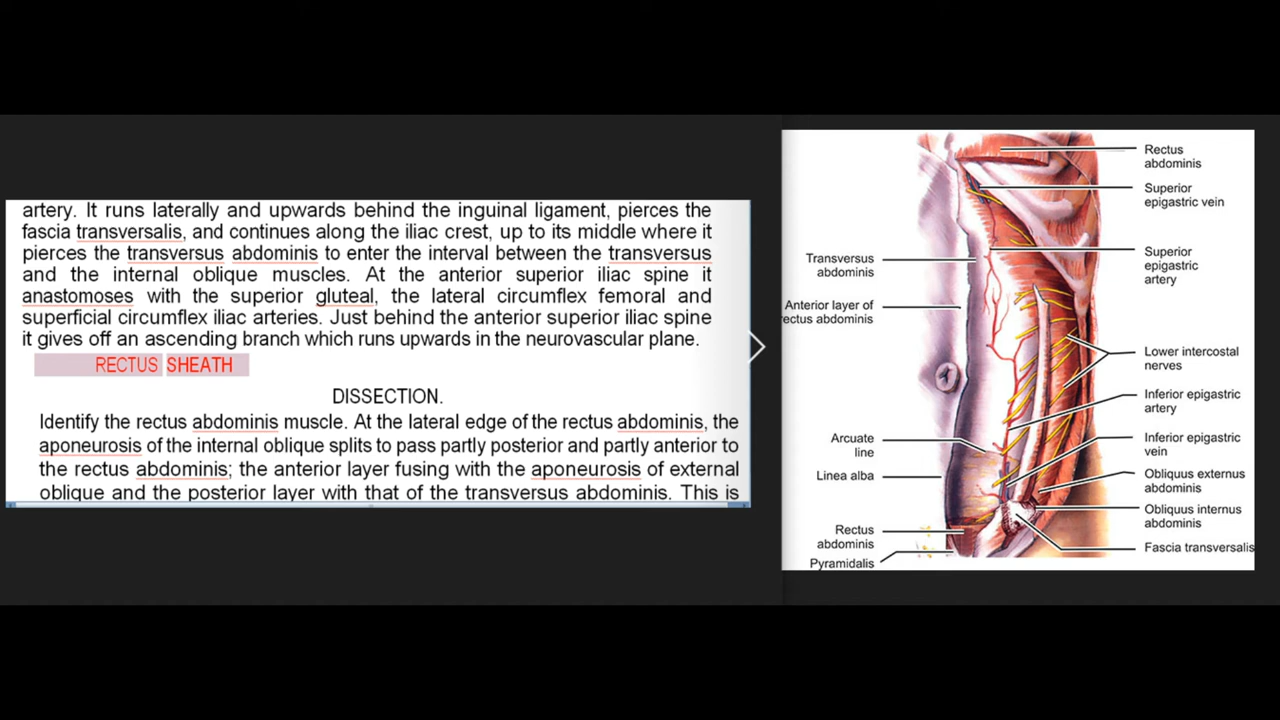 artery. It runs laterally and upwards behind the inguinal ligament, pierces the
fascia transversalis, and continues along the iliac crest, up to its middle where it
pierces the transversus abdominis to enter the interval between the transversus
and the internal oblique muscles. At the anterior superior iliac spine it
anastomoses with the superior gluteal, the lateral circumflex femoral and
superficial circumflex iliac arteries. Just behind the anterior superior iliac spine
it gives off an ascending branch which runs upwards in the neurovascular plane.
RECTUS SHEATH
DISSECTION.
Identify the rectus abdominis muscle. At the lateral edge of the rectus abdominis, the
aponeurosis of the internal oblique splits to pass partly posterior and partly anterior to
the rectus abdominis; the anterior layer fusing with the aponeurosis of external
oblique and the posterior layer with that of the transversus abdominis. This is
Transversus
abdominis
Anterior layer of
ectus abdominis
Arcuate
line
Linea alba
Rectus
abdominis
Pyramidalis
Rectus
abdominis
Superior
epigastric vein
Superior
epigastric
artery
Lower intercostal
nerves
Inferior epigastric
artery
Inferior epigastric
vein
Obliquus externus
abdominis
Obliquus internus
abdominis
Fascia transversalis